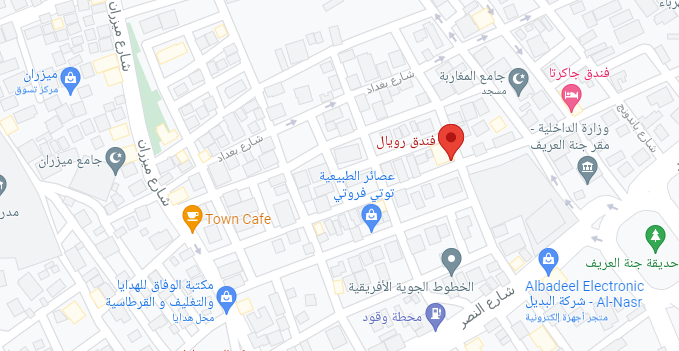 شارع ميزران
هرباء
فندق جاكرتا
ميزران
مركز تسوق
شارع بغداد
جامع المغاربة
مسجد
شارع باندونج
وزارة الداخلية -
مقر جنة العريف
فندق رويال
شارع بغداد
جامع ميزران
شارع ميزران
عصائر الطبيعية
توتي فروتي
Town Cafe
حديقة جنة العريف
مكتبة الوفاق للهدايا
والتغليف و القرطاسية
محل هدايا
الخطوط الجوية الأفريقية
Albadeel Electronic
شركة البديل - Al-Nasr
متجر أجهزة إلكترونية
شارع النصر
محطة وقود